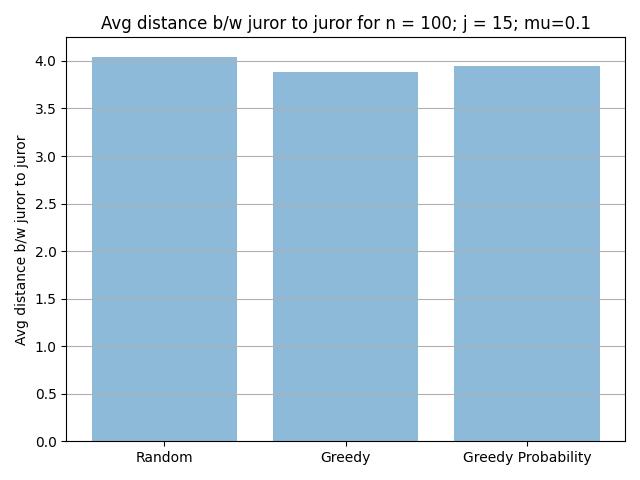 Avg distance b/w juror to juror for n = 100; j = 15; mu=0.1
Avg distance b/w juror to juror
4.0
3.5
3.0
2.5
2.0
1.5
1.0
0.5
0.0
Random
Greedy
Greedy Probability